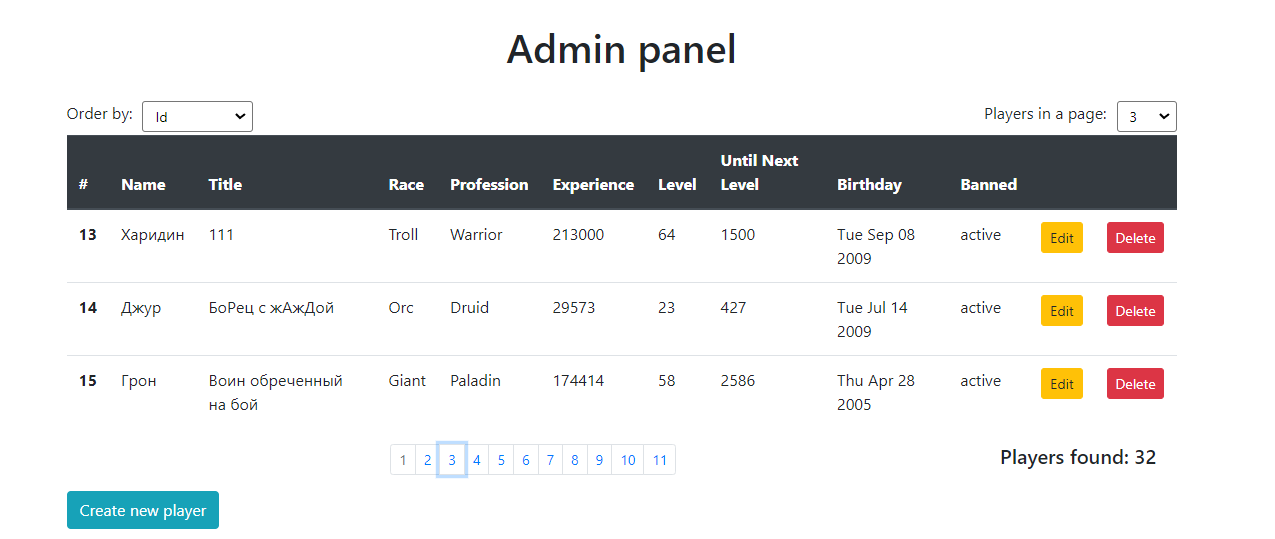 Admin panel
Order by: Id Players in a page: 3
# Name Title Race Profession Experience Level Until Next Level Birthday Banned
13 Харидин 111 Troll Warrior 213000 64 1500 Tue Sep 08 2009 active Edit Delete
14 Джур БоРец с жАжДой Orc Druid 29573 23 427 Tue Jul 14 2009 active Edit Delete
15 Грон Воин обреченный на бой Giant Paladin 174414 58 2586 Thu Apr 28 2005 active Edit Delete
1 2 3 4 5 6 7 8 9 10 11 Players found: 32
Create new player